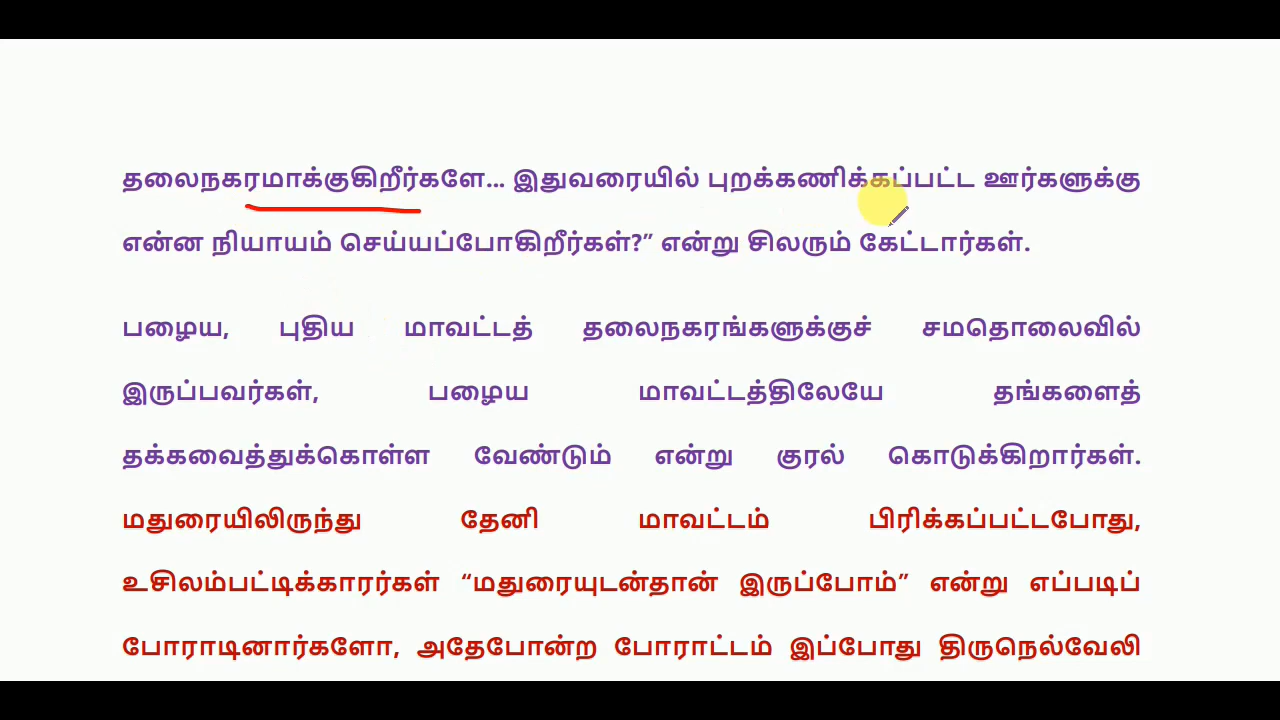 தலைநகரமாக்குகிறீர்களே... இதுவரையில் புறக்கணிக்கப்பட்ட ஊர்களுக்கு
என்ன நியாயம் செய்யப்போகிறீர்கள்?” என்று சிலரும் கேட்டார்கள்.
பழைய, புதிய மாவட்டத் தலைநகரங்களுக்குச் சமதொலைவில்
இருப்பவர்கள், பழைய மாவட்டத்திலேயே தங்களைத்
தக்கவைத்துக்கொள்ள வேண்டும் என்று குரல் கொடுக்கிறார்கள்.
மதுரையிலிருந்து தேனி மாவட்டம் பிரிக்கப்பட்டபோது,
உசிலம்பட்டிக்காரர்கள் “மதுரையுடன்தான் இருப்போம்” என்று எப்படிப்
போராடினார்களோ, அதேபோன்ற போராட்டம் இப்போது திருநெல்வேலி